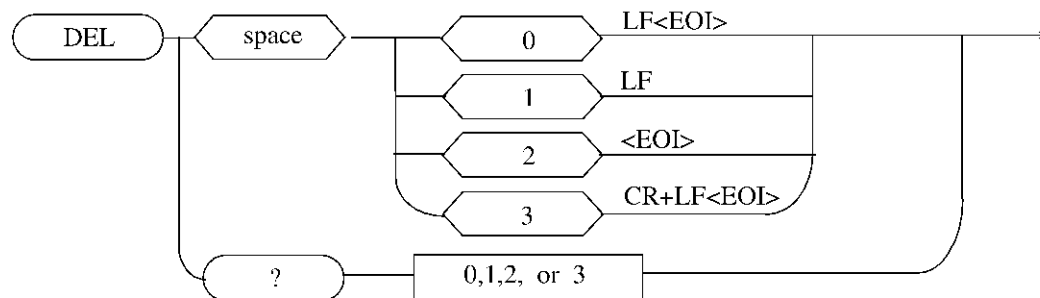 DEL space 0 LF<EOI>
1 LF
2 <EOI>
3 CR+LF<EOI>
? 0,1,2, or 3